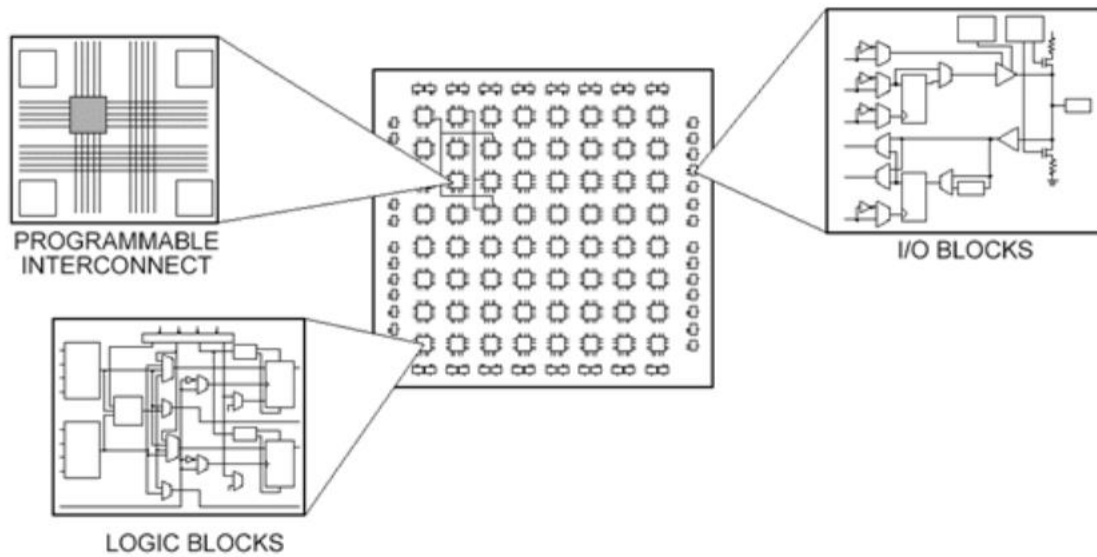 PROGRAMMABLE
INTERCONNECT
I/O BLOCKS
LOGIC BLOCKS